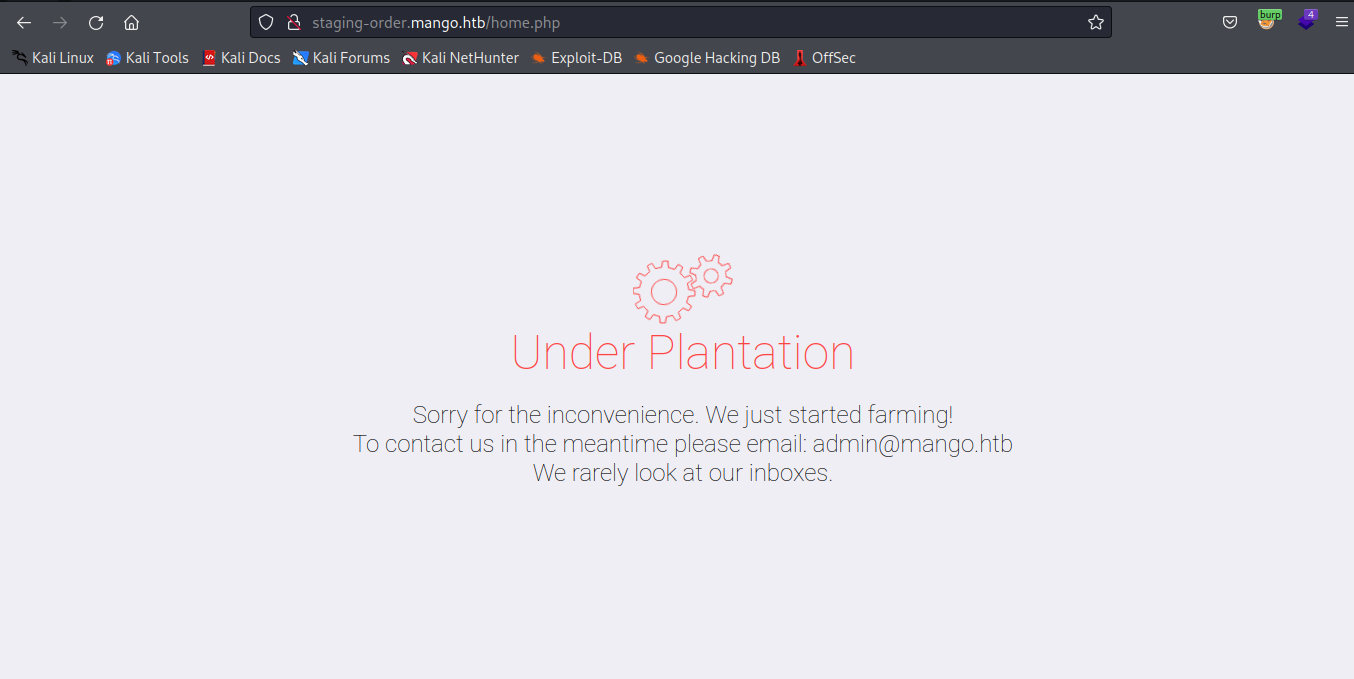 staging-order.mango.htb/home.php
burp
4
Kali Linux Kali Tools Kali Docs Kali Forums Kali NetHunter Exploit-DB Google Hacking DB OffSec
Under Plantation
Sorry for the inconvenience. We just started farming!
To contact us in the meantime please email: admin@mango.htb
We rarely look at our inboxes.